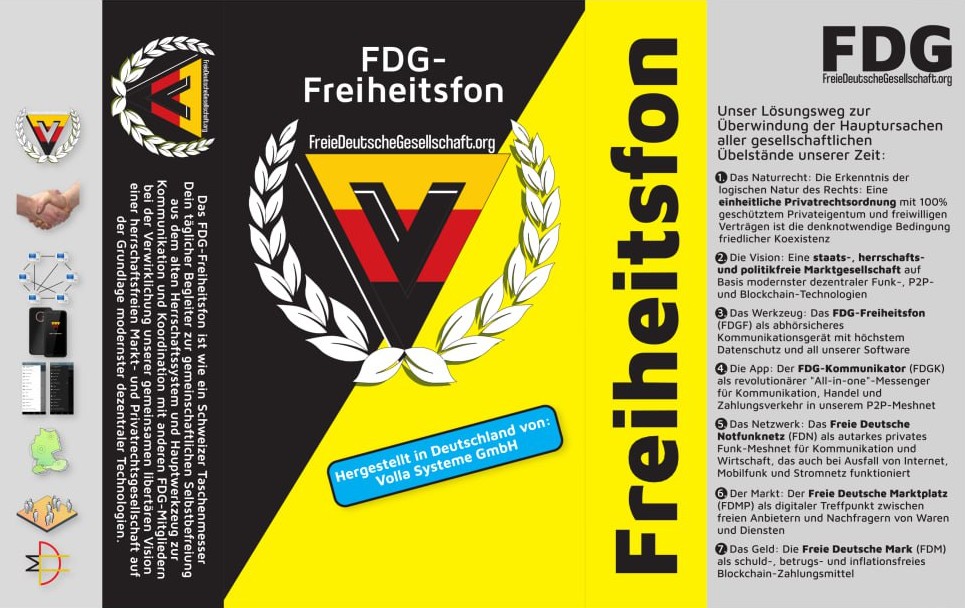 FreieDeutscheGesellschaft.org
Das FDG-Freiheitsfon ist wie ein Schweizer Taschenmesser
Dein täglicher Begleiter zur gemeinschaftlichen Selbstbefreiung
aus dem alten Herrschaftssystem und Hauptwerkzeug zur
Kommunikation und Koordination mit anderen FDG-Mitgliedern
bei der Verwirklichung unserer gemeinsamen libertären Vision
einer herrschaftsfreien Markt- und Privatrechtsgesellschaft auf
der Grundlage modernster dezentraler Technologien.
FDG-
Freiheitsfon
FreieDeutscheGesellschaft.org
Hergestellt in Deutschland von:
Volla Systeme GmbH
Freiheitsfon
FDG
FreieDeutscheGesellschaft.org
Unser Lösungsweg zur
Überwindung der Hauptursachen
aller gesellschaftlichen
Übelstände unserer Zeit:
1. Das Naturrecht: Die Erkenntnis der
logischen Natur des Rechts: Eine
einheitliche Privatrechtsordnung mit 100%
geschütztem Privateigentum und freiwilligen
Verträgen ist die denknotwendige Bedingung
friedlicher Koexistenz
2. Die Vision: Eine staats-, herrschafts-
und politikfreie Marktgesellschaft auf
Basis modernster dezentraler Funk-, P2P-
und Blockchain-Technologien
3. Das Werkzeug: Das FDG-Freiheitsfon
(FDGF) als abhörsicheres
Kommunikationsgerät mit höchstem
Datenschutz und all unserer Software
4. Die App: Der FDG-Kommunikator (FDGK)
als revolutionärer "All-in-one"-Messenger
für Kommunikation, Handel und
Zahlungsverkehr in unserem P2P-Meshnet
5. Das Netzwerk: Das Freie Deutsche
Notfunknetz (FDN) als autarkes privates
Funk-Meshnet für Kommunikation und
Wirtschaft, das auch bei Ausfall von Internet,
Mobilfunk und Stromnetz funktioniert
6. Der Markt: Der Freie Deutsche Marktplatz
(FDMP) als digitaler Treffpunkt zwischen
freien Anbietern und Nachfragern von Waren
und Diensten
7. Das Geld: Die Freie Deutsche Mark (FDM)
als schuld-, betrugs- und inflationsfreies
Blockchain-Zahlungsmittel